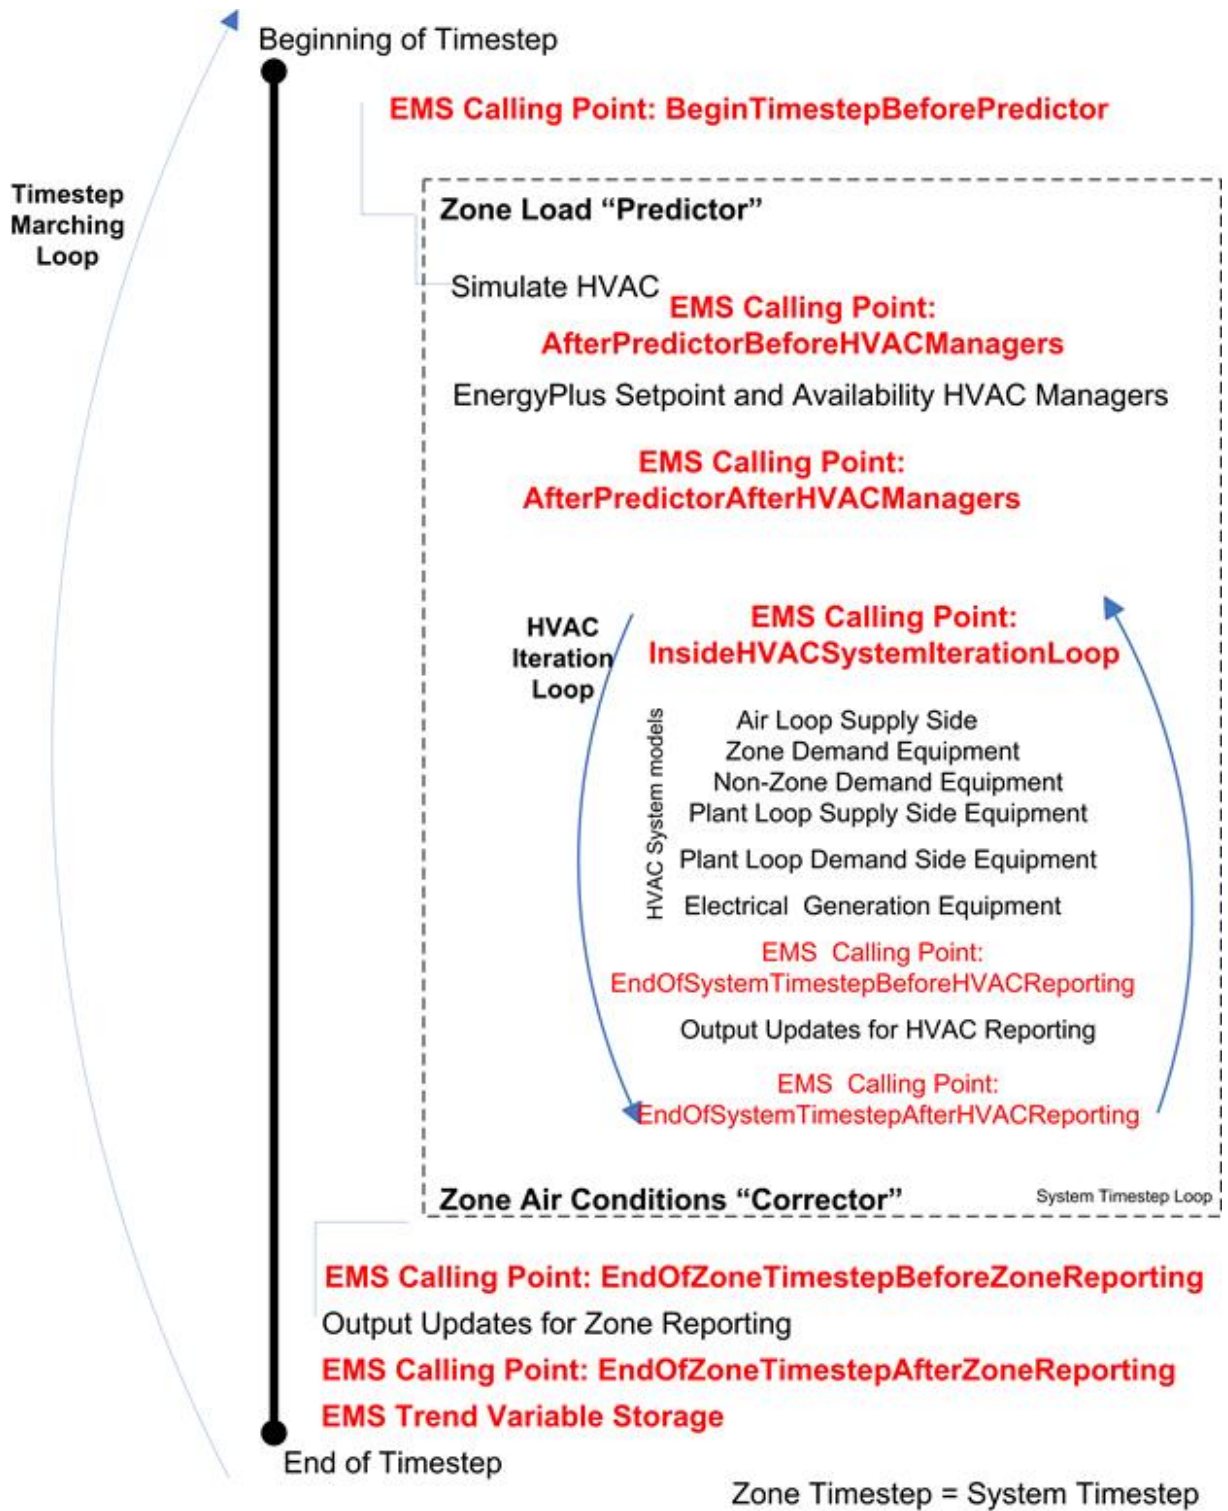 Beginning of Timestep
EMS Calling Point: BeginTimestepBeforePredictor
Timestep
Marching
Loop
Zone Load “Predictor”
Simulate HVAC
EMS Calling Point:
AfterPredictorBeforeHVACManagers
EnergyPlus Setpoint and Availability HVAC Managers
EMS Calling Point:
AfterPredictorAfterHVACManagers
HVAC
Iteration
Loop
EMS Calling Point:
InsideHVACSystemIterationLoop
HVAC System models
Air Loop Supply Side
Zone Demand Equipment
Non-Zone Demand Equipment
Plant Loop Supply Side Equipment
Plant Loop Demand Side Equipment
Electrical Generation Equipment
EMS Calling Point:
EndOfSystemTimestepBeforeHVACReporting
Output Updates for HVAC Reporting
EMS Calling Point:
EndOfSystemTimestepAfterHVACReporting
Zone Air Conditions “Corrector”
System Timestep Loop
EMS Calling Point: EndOfZoneTimestepBeforeZoneReporting
Output Updates for Zone Reporting
EMS Calling Point: EndOfZoneTimestepAfterZoneReporting
EMS Trend Variable Storage
End of Timestep
Zone Timestep = System Timestep